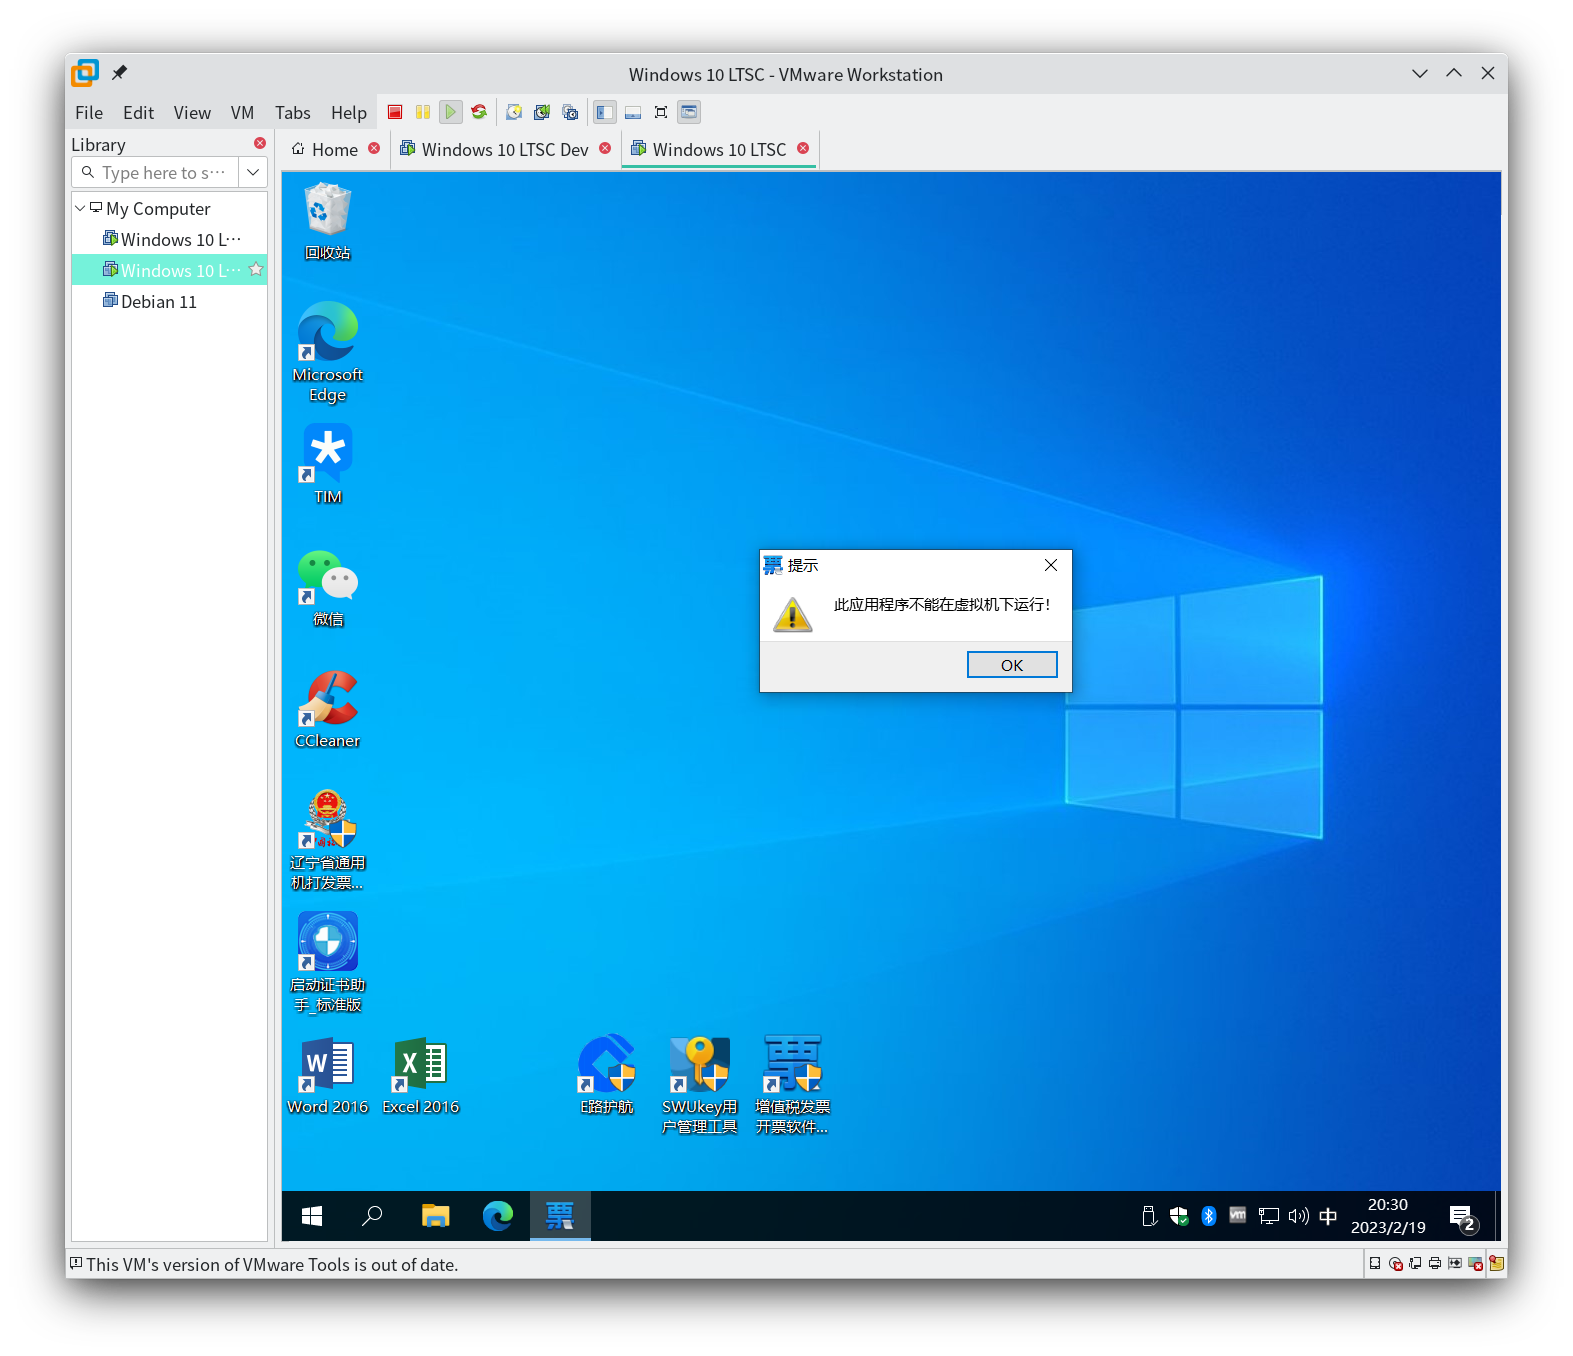 Windows 10 LTSC - VMware Workstation
File Edit View VM Tabs Help
Library
Type here to s···
My Computer
Windows 10 L···
Windows 10 L···
Debian 11
Home
Windows 10 LTSC Dev
Windows 10 LTSC
回收站
Microsoft
Edge
TIM
微信
CCleaner
辽宁省通用
机打发票...
启动证书助
手_标准版
Word 2016
Excel 2016
E路护航
SWUkey用
户管理工具
增值税发票
开票软件...
提示
此应用程序不能在虚拟机下运行!
OK
vm
中
20:30
2023/2/19
2
This VM's version of VMware Tools is out of date.